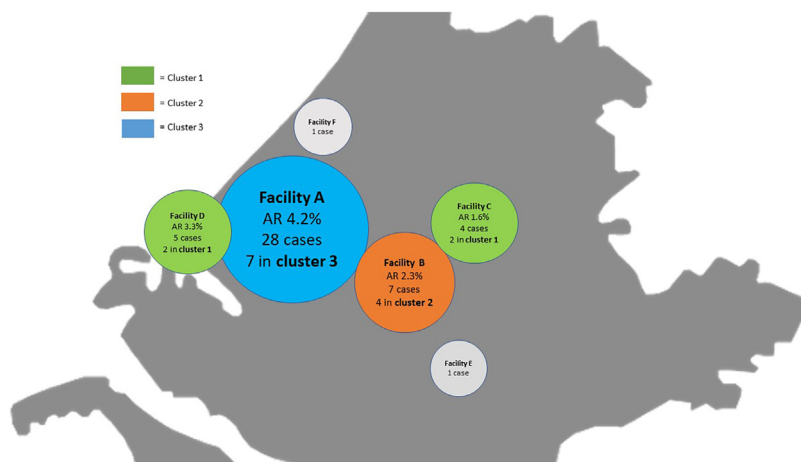 = Cluster 1
= Cluster 2
= Cluster 3
Facility F
1 case
Facility A
AR 4.2%
28 cases
7 in cluster 3
Facility D
AR 3.3%
5 cases
2 in cluster 1
Facility C
AR 1.6%
4 cases
2 in cluster 1
Facility B
AR 2.3%
7 cases
4 in cluster 2
Facility E
1 case